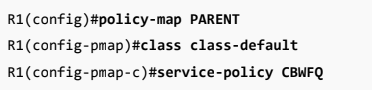 R1(config)#policy-map PARENT
R1(config-pmap)#class class-default
R1(config-pmap-c)#service-policy CBWFQ